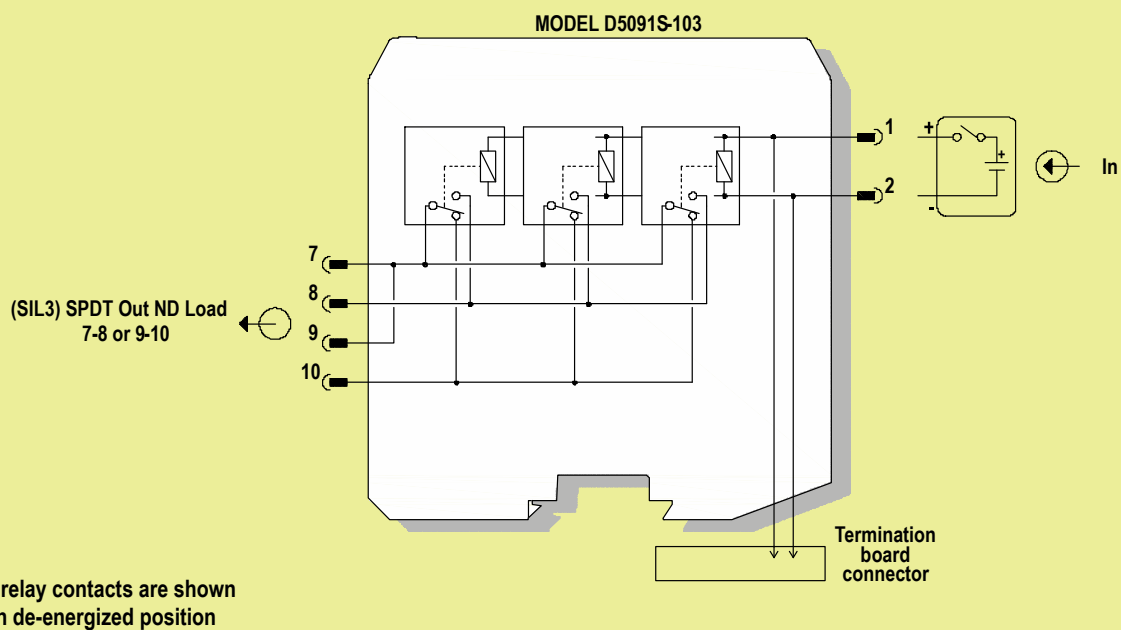 MODEL D5091S-103
1
+
+
In
2
-
7
8
(SIL3) SPDT Out ND Load
7-8 or 9-10
9
10
Termination
board
connector
relay contacts are shown
de-energized position